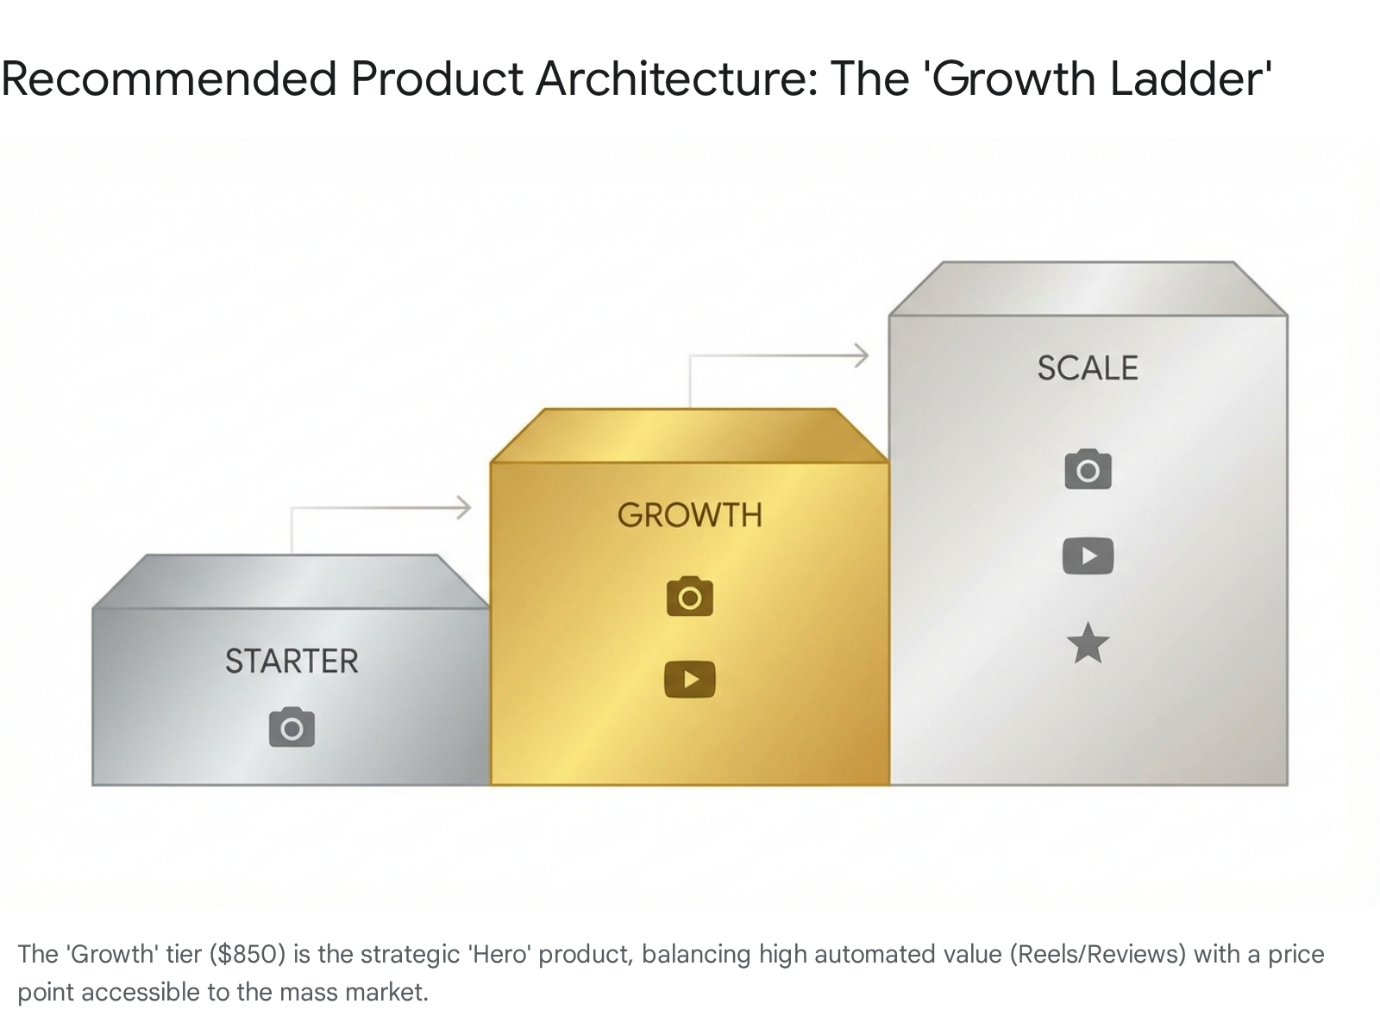 Recommended Product Architecture: The 'Growth Ladder'
SCALE
GROWTH
STARTER
The 'Growth' tier ($850) is the strategic 'Hero' product, balancing high automated value (Reels/Reviews) with a price
point accessible to the mass market.